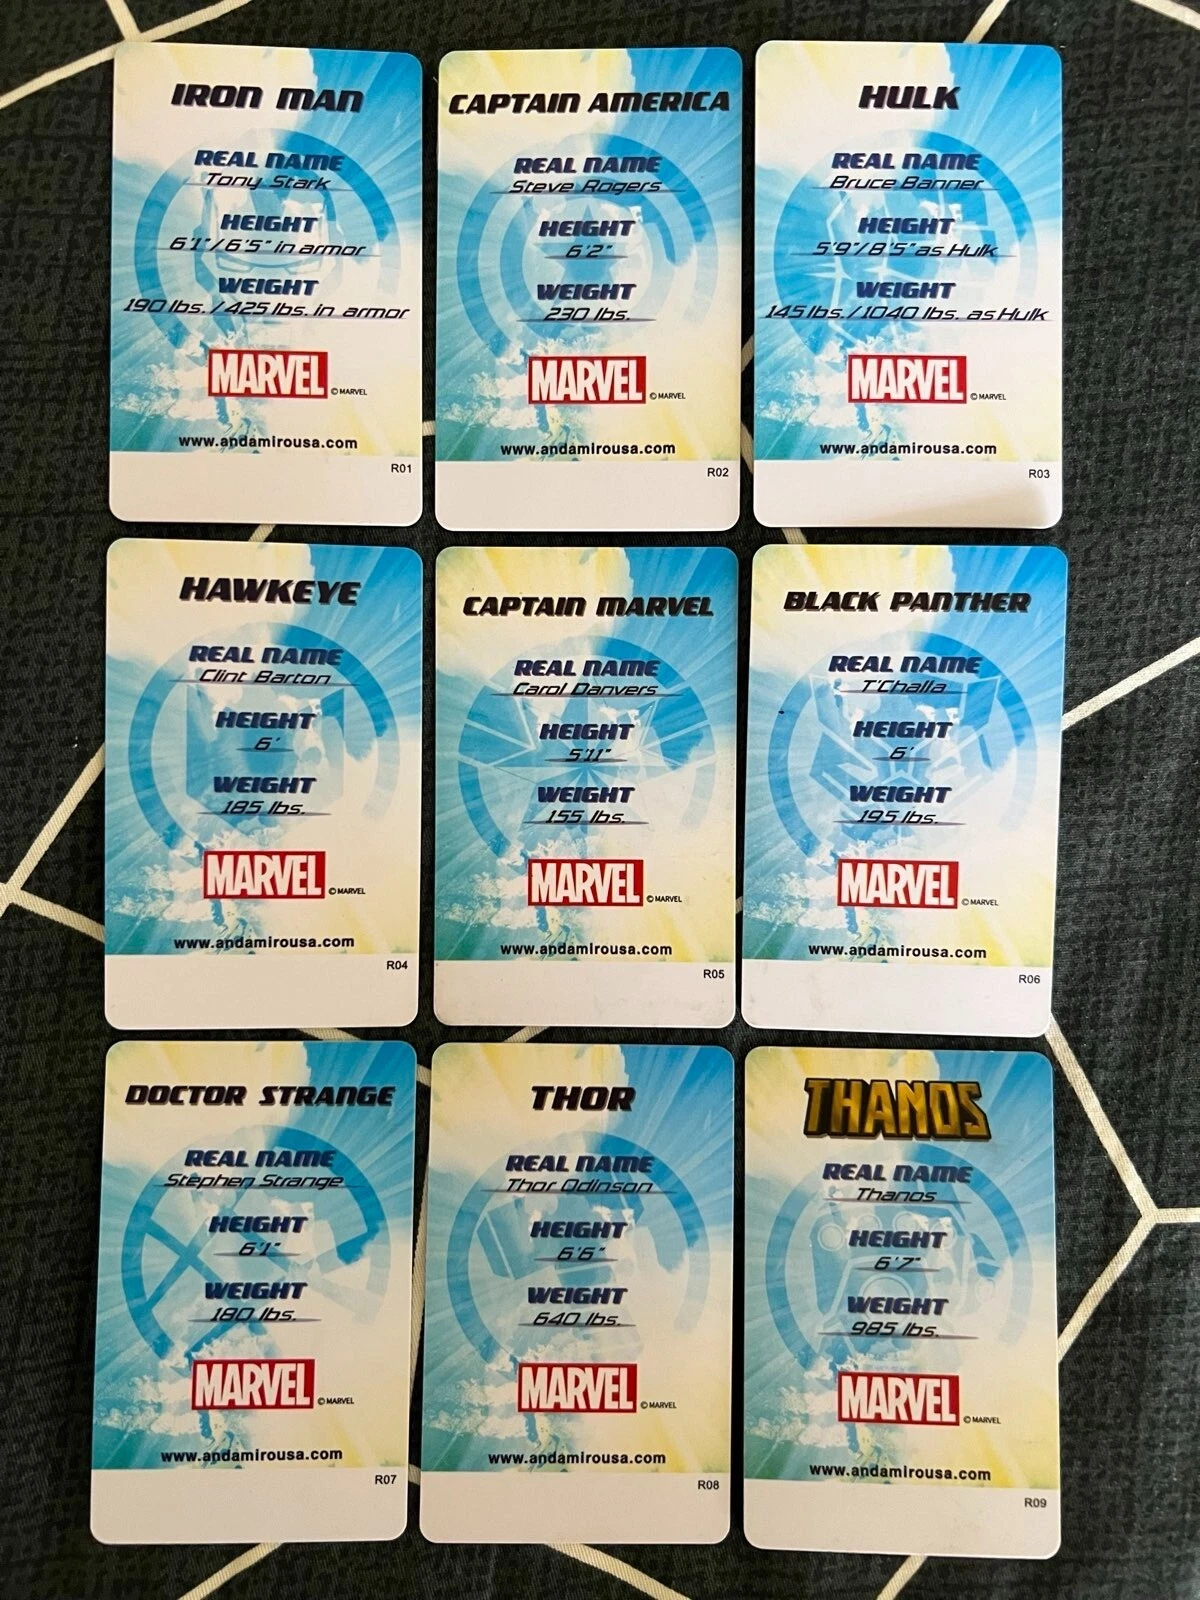 IRON MAN
REAL NAME
Tony Stark
HEIGHT
6'1"/6'5" in armor
WEIGHT
190 lbs. / 425 lbs. in armor
MARVEL © MARVEL
www.andamirousa.com
R01
CAPTAIN AMERICA
REAL NAME
Steve Rogers
HEIGHT
6'2"
WEIGHT
230 lbs.
MARVEL © MARVEL
www.andamirousa.com
R02
HULK
REAL NAME
Bruce Banner
HEIGHT
5'9"/8'5" as Hulk
WEIGHT
145 lbs. / 1040 lbs. as Hulk
MARVEL © MARVEL
www.andamirousa.com
R03
HAWKEYE
REAL NAME
Clint Barton
HEIGHT
6'
WEIGHT
185 lbs.
MARVEL © MARVEL
www.andamirousa.com
R04
CAPTAIN MARVEL
REAL NAME
Carol Danvers
HEIGHT
5'11"
WEIGHT
155 lbs.
MARVEL © MARVEL
www.andamirousa.com
R05
BLACK PANTHER
REAL NAME
T'Challa
HEIGHT
6'
WEIGHT
195 lbs.
MARVEL © MARVEL
www.andamirousa.com
R06
DOCTOR STRANGE
REAL NAME
Stephen Strange
HEIGHT
6'1"
WEIGHT
180 lbs.
MARVEL © MARVEL
www.andamirousa.com
R07
THOR
REAL NAME
Thor Odinson
HEIGHT
6'6"
WEIGHT
640 lbs.
MARVEL © MARVEL
www.andamirousa.com
R08
THANOS
REAL NAME
Thanos
HEIGHT
6'7"
WEIGHT
985 lbs.
MARVEL © MARVEL
www.andamirousa.com
R09